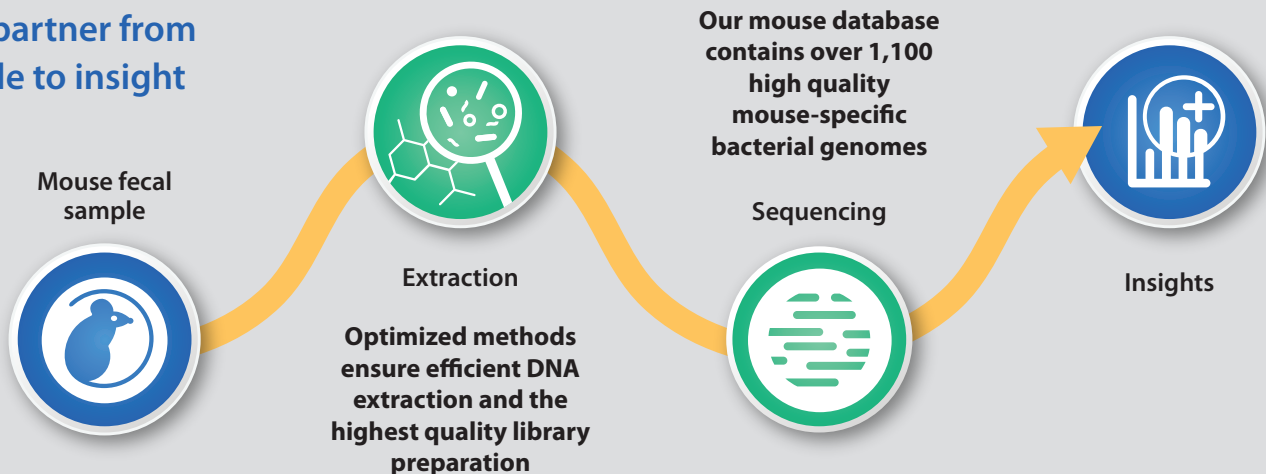 partner from
le to insight
Mouse fecal
sample
Extraction
Optimized methods
ensure efficient DNA
extraction and the
highest quality library
preparation
Our mouse database
contains over 1,100
high quality
mouse-specific
bacterial genomes
Sequencing
Insights